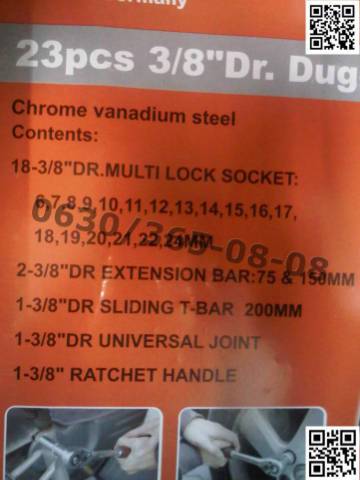 many
23pcs 3/8"Dr. Dug
Chrome vanadium steel
Contents:
18-3/8"DR.MULTI LOCK SOCKET:
6,7,8,9,10,11,12,13,14,15,16,17,
18,19,20,21,22,24MM
0630/365-08-08
2-3/8"DR EXTENSION BAR:75 & 150MM
1-3/8"DR SLIDING T-BAR 200MM
1-3/8"DR UNIVERSAL JOINT
1-3/8" RATCHET HANDLE